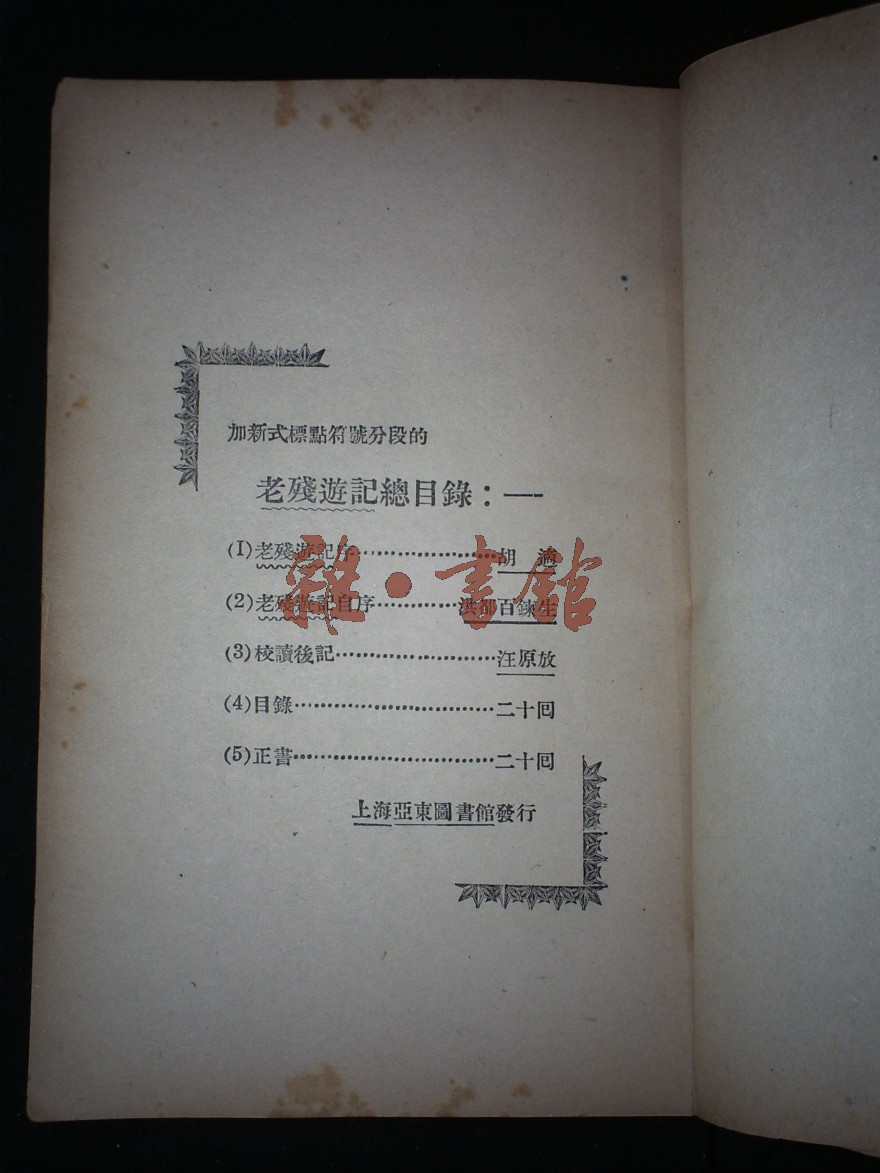 加新式標點符號分段的
老殘遊記總目錄：一
(1)老殘遊記序……………………胡適
(2)老殘遊記自序……………洪都百鍊生
(3)校讀後記……………………汪原放
(4)目錄…………………………二十囘
(5)正書…………………………二十囘
上海亞東圖書館發行
雜·書館